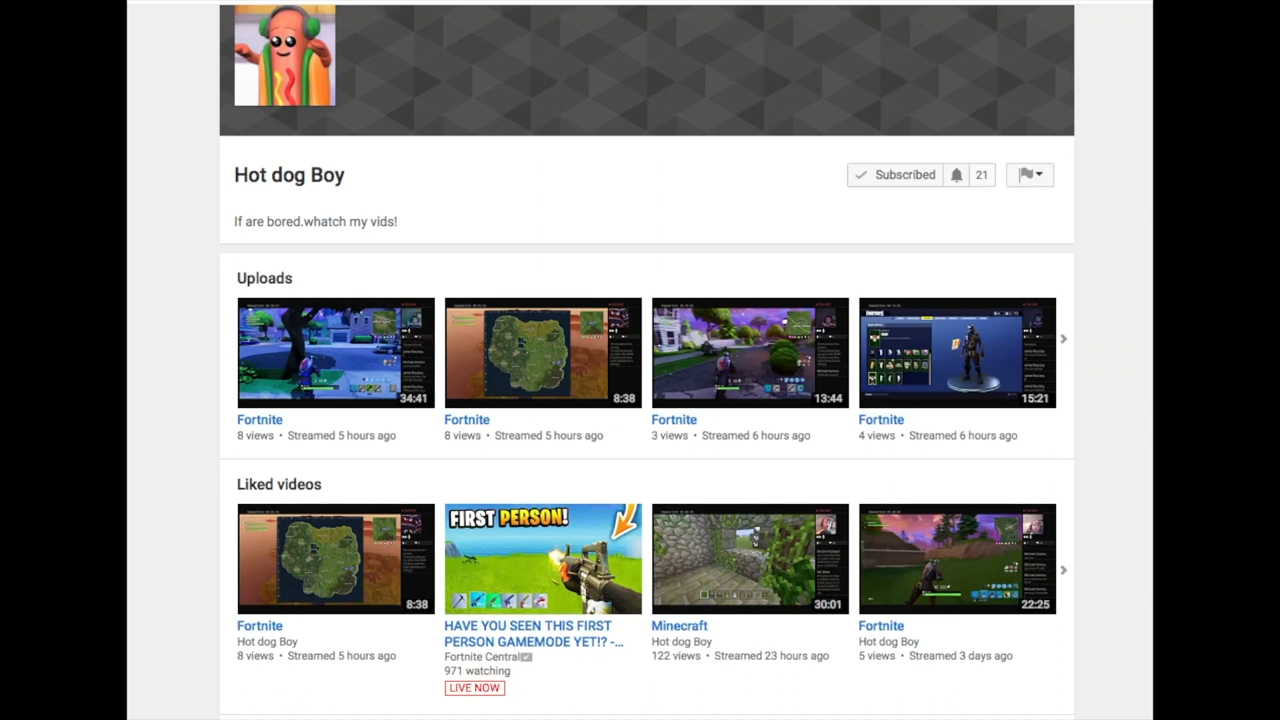 Hot dog Boy
Subscribed 21
If are bored.whatch my vids!
Uploads
34:41 8:38 13:44 15:21
Fortnite Fortnite Fortnite Fortnite
8 views • Streamed 5 hours ago 8 views • Streamed 5 hours ago 3 views • Streamed 6 hours ago 4 views • Streamed 6 hours ago
Liked videos
FIRST PERSON!
8:38 30:01 22:25
Fortnite HAVE YOU SEEN THIS FIRST Minecraft Fortnite
Hot dog Boy PERSON GAMEMODE YET!? -... Hot dog Boy Hot dog Boy
8 views • Streamed 5 hours ago Fortnite Central 122 views • Streamed 23 hours ago 5 views • Streamed 3 days ago
971 watching
LIVE NOW